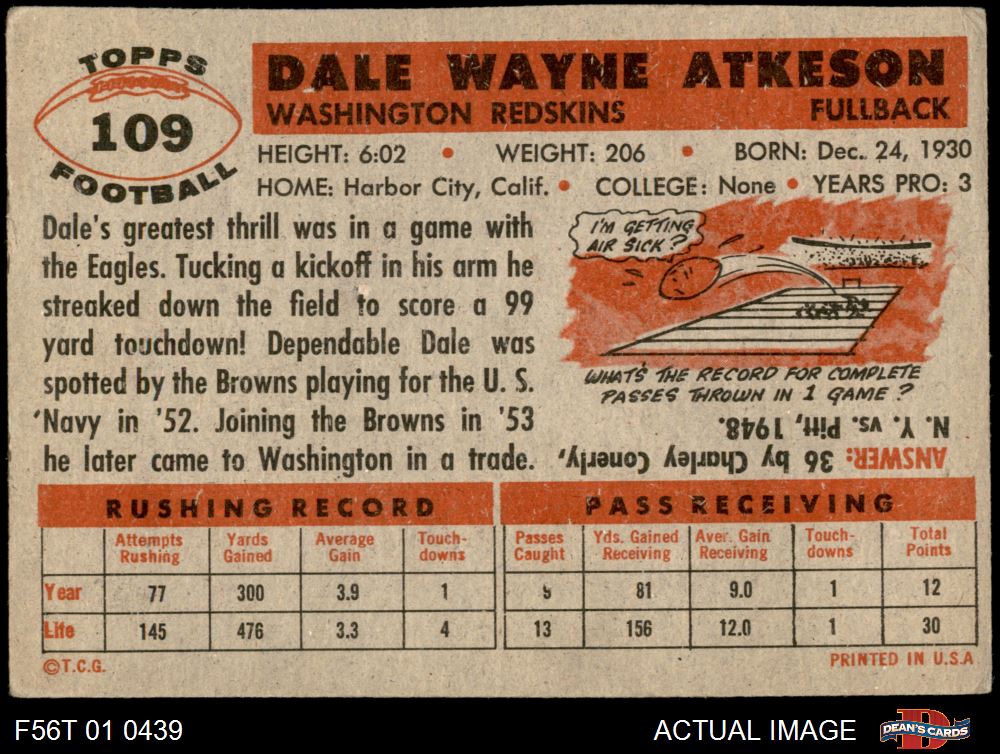 TOPPS
109
FOOTBALL
DALE WAYNE ATKESON
WASHINGTON REDSKINS FULLBACK
HEIGHT: 6:02 • WEIGHT: 206 • BORN: Dec. 24, 1930
HOME: Harbor City, Calif. • COLLEGE: None • YEARS PRO: 3
Dale's greatest thrill was in a game with
the Eagles. Tucking a kickoff in his arm he
streaked down the field to score a 99
yard touchdown! Dependable Dale was
spotted by the Browns playing for the U. S.
Navy in '52. Joining the Browns in '53
he later came to Washington in a trade.
I'M GETTING
AIR SICK?
WHAT'S THE RECORD FOR COMPLETE
PASSES THROWN IN 1 GAME?
ANSWER: 36 by Charley Conerly,
N. Y. vs. Pitt, 1948.
RUSHING RECORD PASS RECEIVING
Attempts Rushing Yards Gained Average Gain Touch-downs Passes Caught Yds. Gained Receiving Aver. Gain Receiving Touch-downs Total Points
Year 77 300 3.9 1 9 81 9.0 1 12
Life 145 476 3.3 4 13 156 12.0 1 30
©T.C.G. PRINTED IN U.S.A
F56T 01 0439 ACTUAL IMAGE DEAN'S CARDS